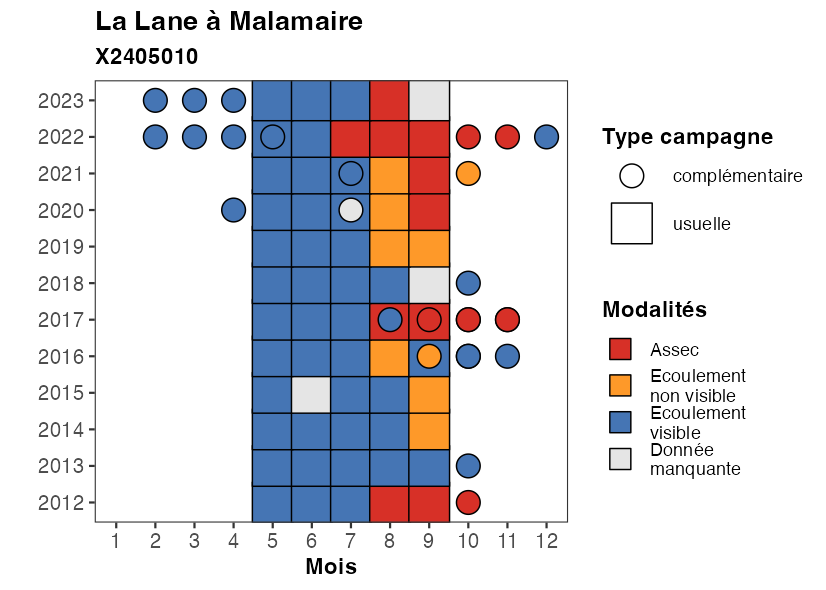 La Lane à Malamaire
X2405010
2023
2022
2021
2020
2019
2018
2017
2016
2015
2014
2013
2012
1 2 3 4 5 6 7 8 9 10 11 12
Mois
Type campagne
complémentaire
usuelle
Modalités
Assec
Ecoulement
non visible
Ecoulement
visible
Donnée
manquante